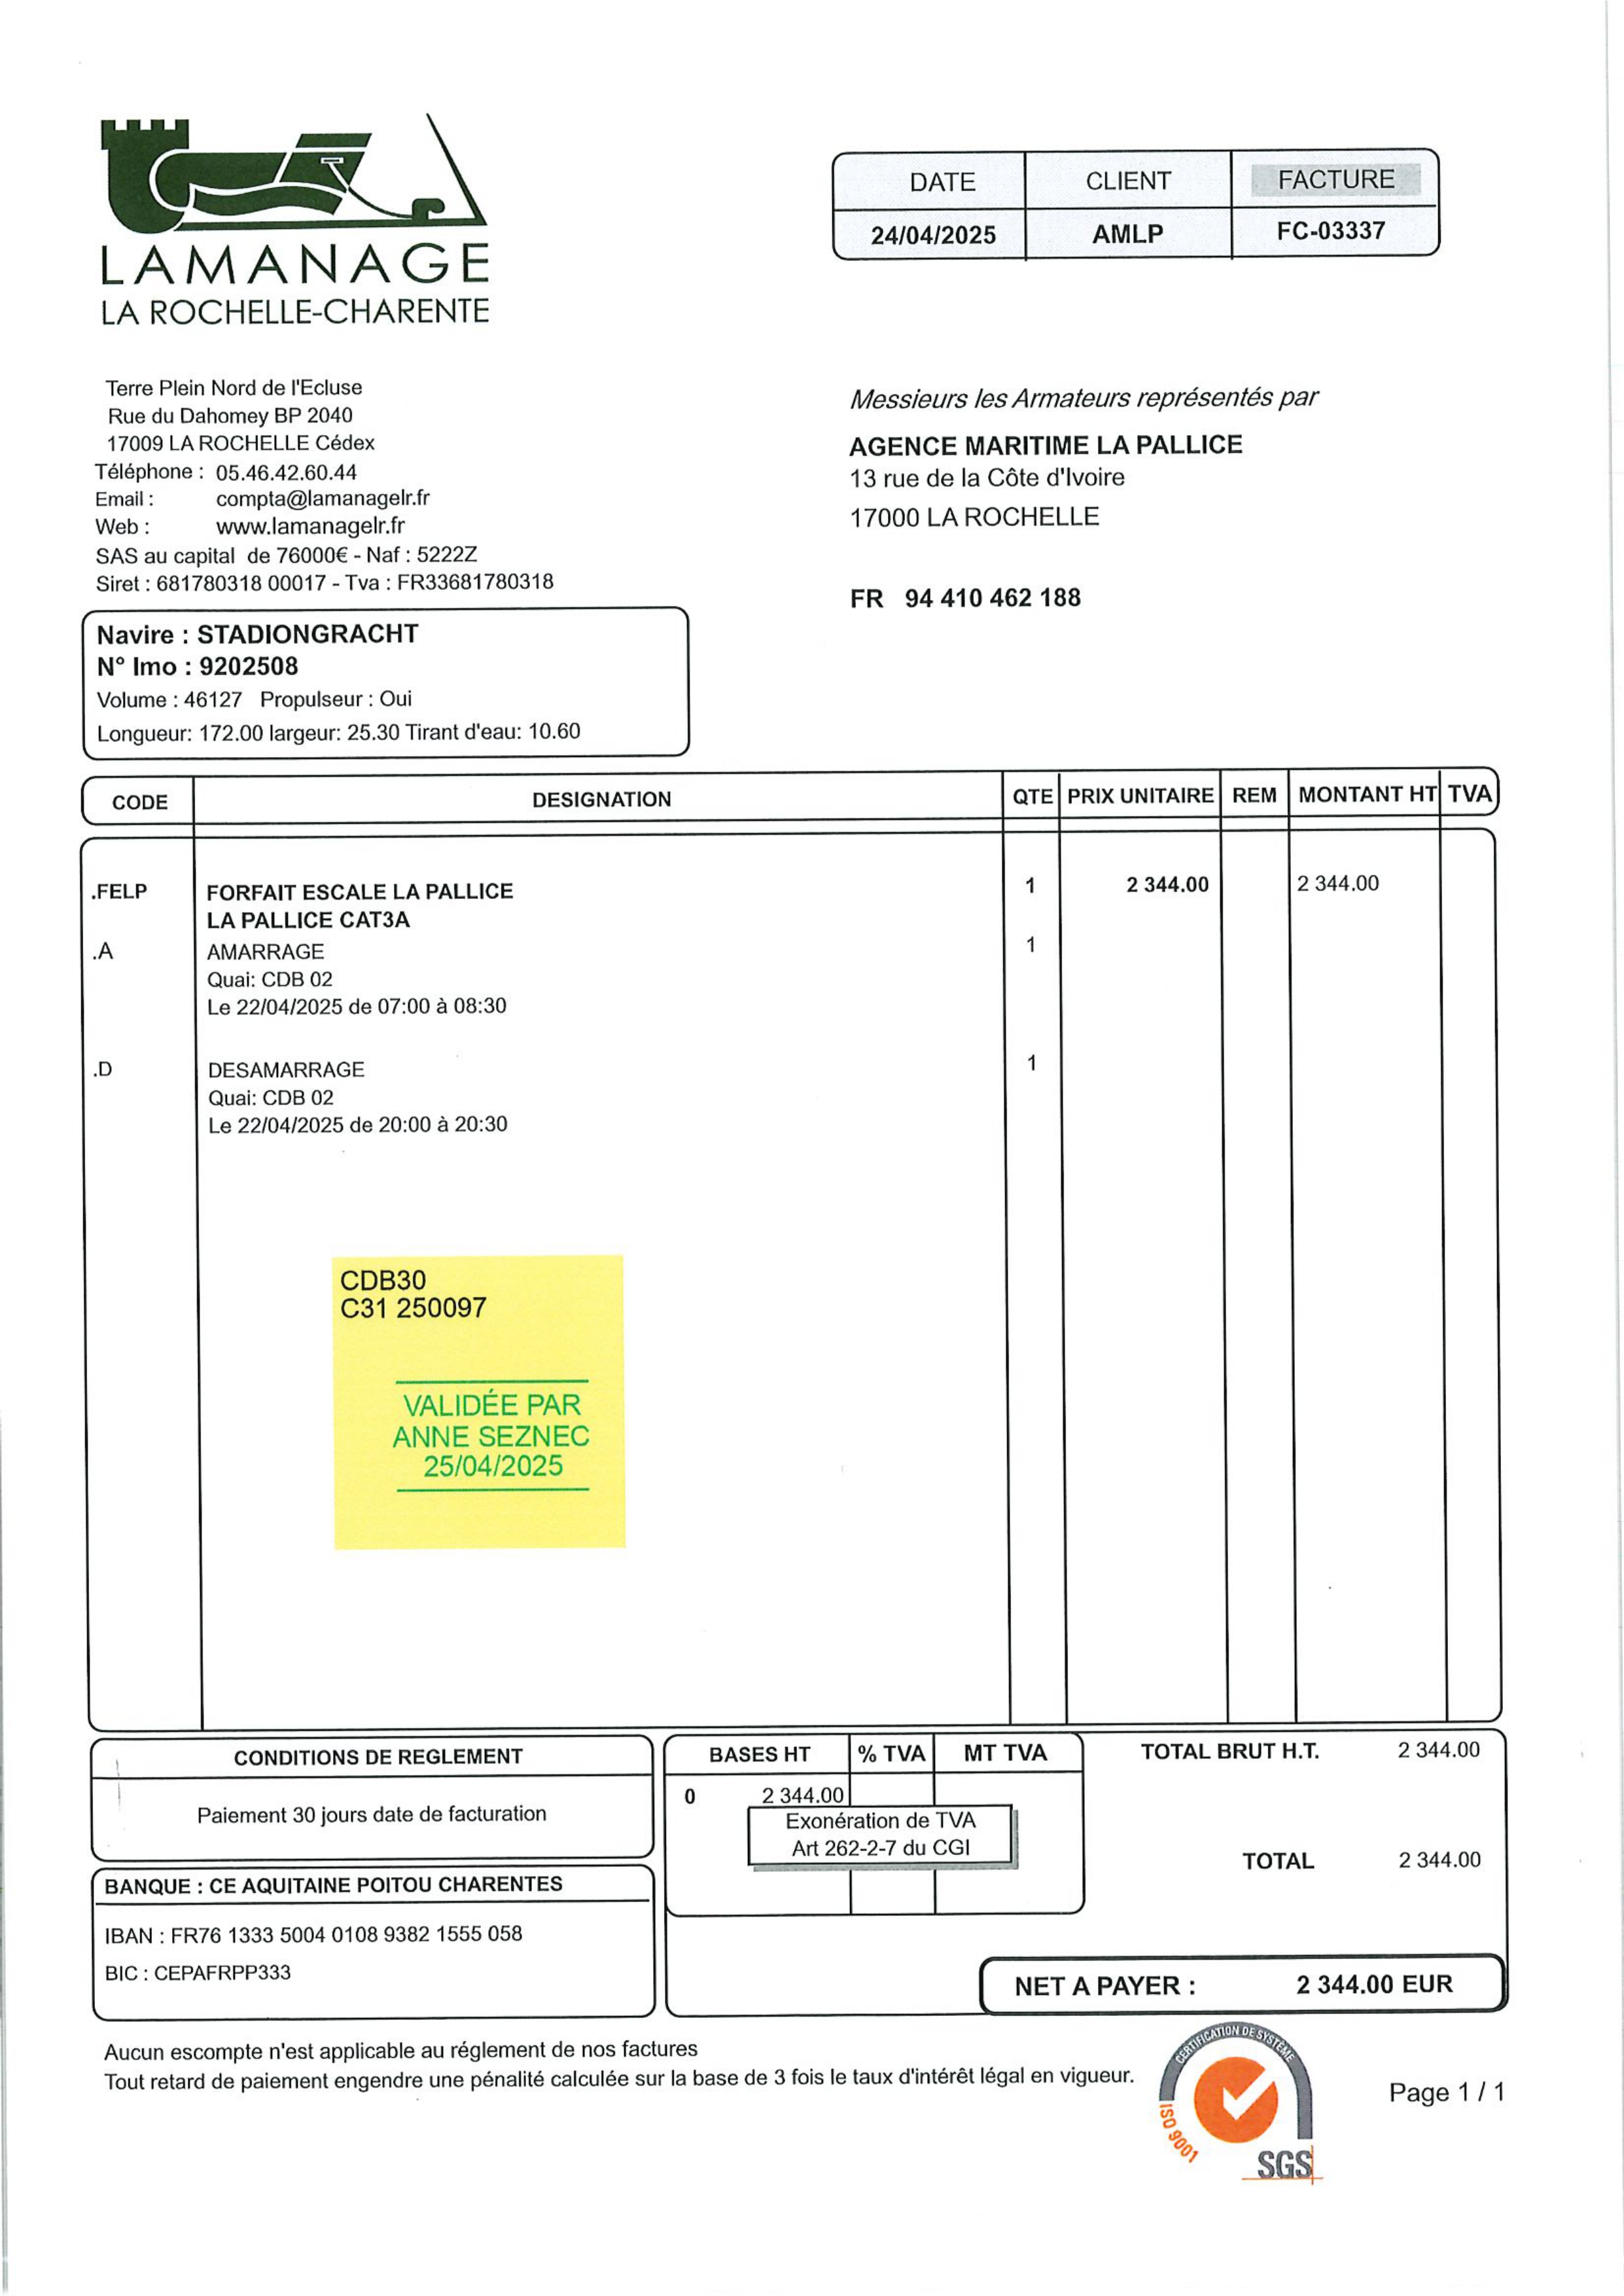 LAMANAGE
LA ROCHELLE-CHARENTE
DATE CLIENT FACTURE
24/04/2025 AMLP FC-03337
Terre Plein Nord de l'Ecluse
Rue du Dahomey BP 2040
17009 LA ROCHELLE Cédex
Téléphone : 05.46.42.60.44
Email : compta@lamanagelr.fr
Web : www.lamanagelr.fr
SAS au capital de 76000€ - Naf : 5222Z
Siret : 681780318 00017 - Tva : FR33681780318
Messieurs les Armateurs représentés par
AGENCE MARITIME LA PALLICE
13 rue de la Côte d'Ivoire
17000 LA ROCHELLE
FR 94 410 462 188
Navire : STADIONGRACHT
N° Imo : 9202508
Volume : 46127 Propulseur : Oui
Longueur: 172.00 largeur: 25.30 Tirant d'eau: 10.60
CODE DESIGNATION QTE PRIX UNITAIRE REM MONTANT HT TVA
.FELP FORFAIT ESCALE LA PALLICE 1 2 344.00 2 344.00
LA PALLICE CAT3A
.A AMARRAGE 1
Quai: CDB 02
Le 22/04/2025 de 07:00 à 08:30
.D DESAMARRAGE 1
Quai: CDB 02
Le 22/04/2025 de 20:00 à 20:30
CDB30
C31 250097
VALIDÉE PAR
ANNE SEZNEC
25/04/2025
CONDITIONS DE REGLEMENT
Paiement 30 jours date de facturation
BANQUE : CE AQUITAINE POITOU CHARENTES
IBAN : FR76 1333 5004 0108 9382 1555 058
BIC : CEPAFRPP333
BASES HT % TVA MT TVA
0 2 344.00
Exonération de TVA
Art 262-2-7 du CGI
TOTAL BRUT H.T. 2 344.00
TOTAL 2 344.00
NET A PAYER : 2 344.00 EUR
Aucun escompte n'est applicable au réglement de nos factures
Tout retard de paiement engendre une pénalité calculée sur la base de 3 fois le taux d'intérêt légal en vigueur.
CERTIFICATION DE SYSTÈME
ISO 9001
SGS
Page 1 / 1